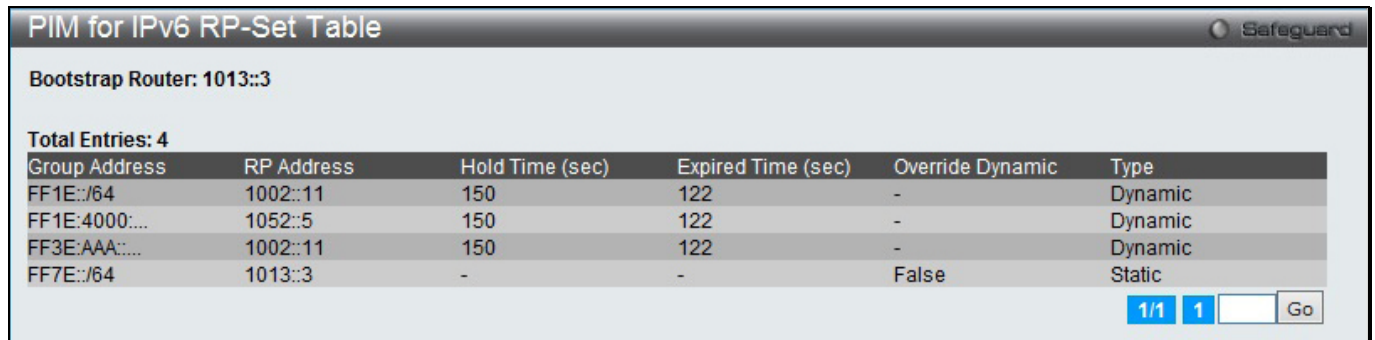 PIM for IPv6 RP-Set Table
Safeguard
Bootstrap Router: 1013::3
Total Entries: 4
Group Address RP Address Hold Time (sec) Expired Time (sec) Override Dynamic Type
FF1E::/64 1002::11 150 122 - Dynamic
FF1E:4000:... 1052::5 150 122 - Dynamic
FF3E:AAA::... 1002::11 150 122 - Dynamic
FF7E::/64 1013::3 - - False Static
1/1 1 Go